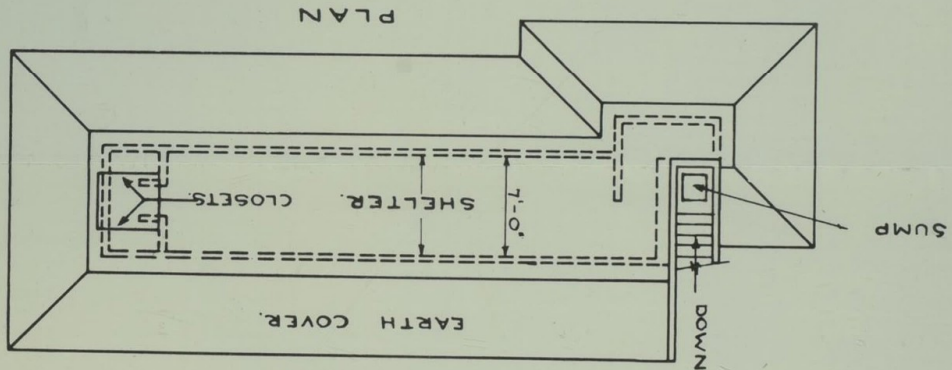 DOWN
EARTH COVER.
SUMP
7'-0"
SHELTER.
CLOSETS.
PLAN